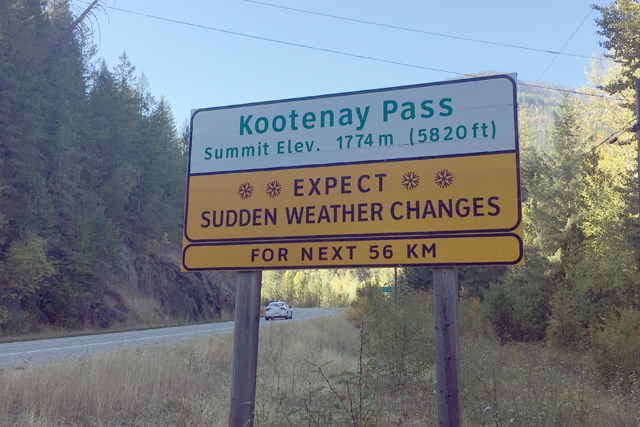 Kootenay Pass
Summit Elev. 1774 m (5820 ft)
EXPECT
SUDDEN WEATHER CHANGES
FOR NEXT 56 KM